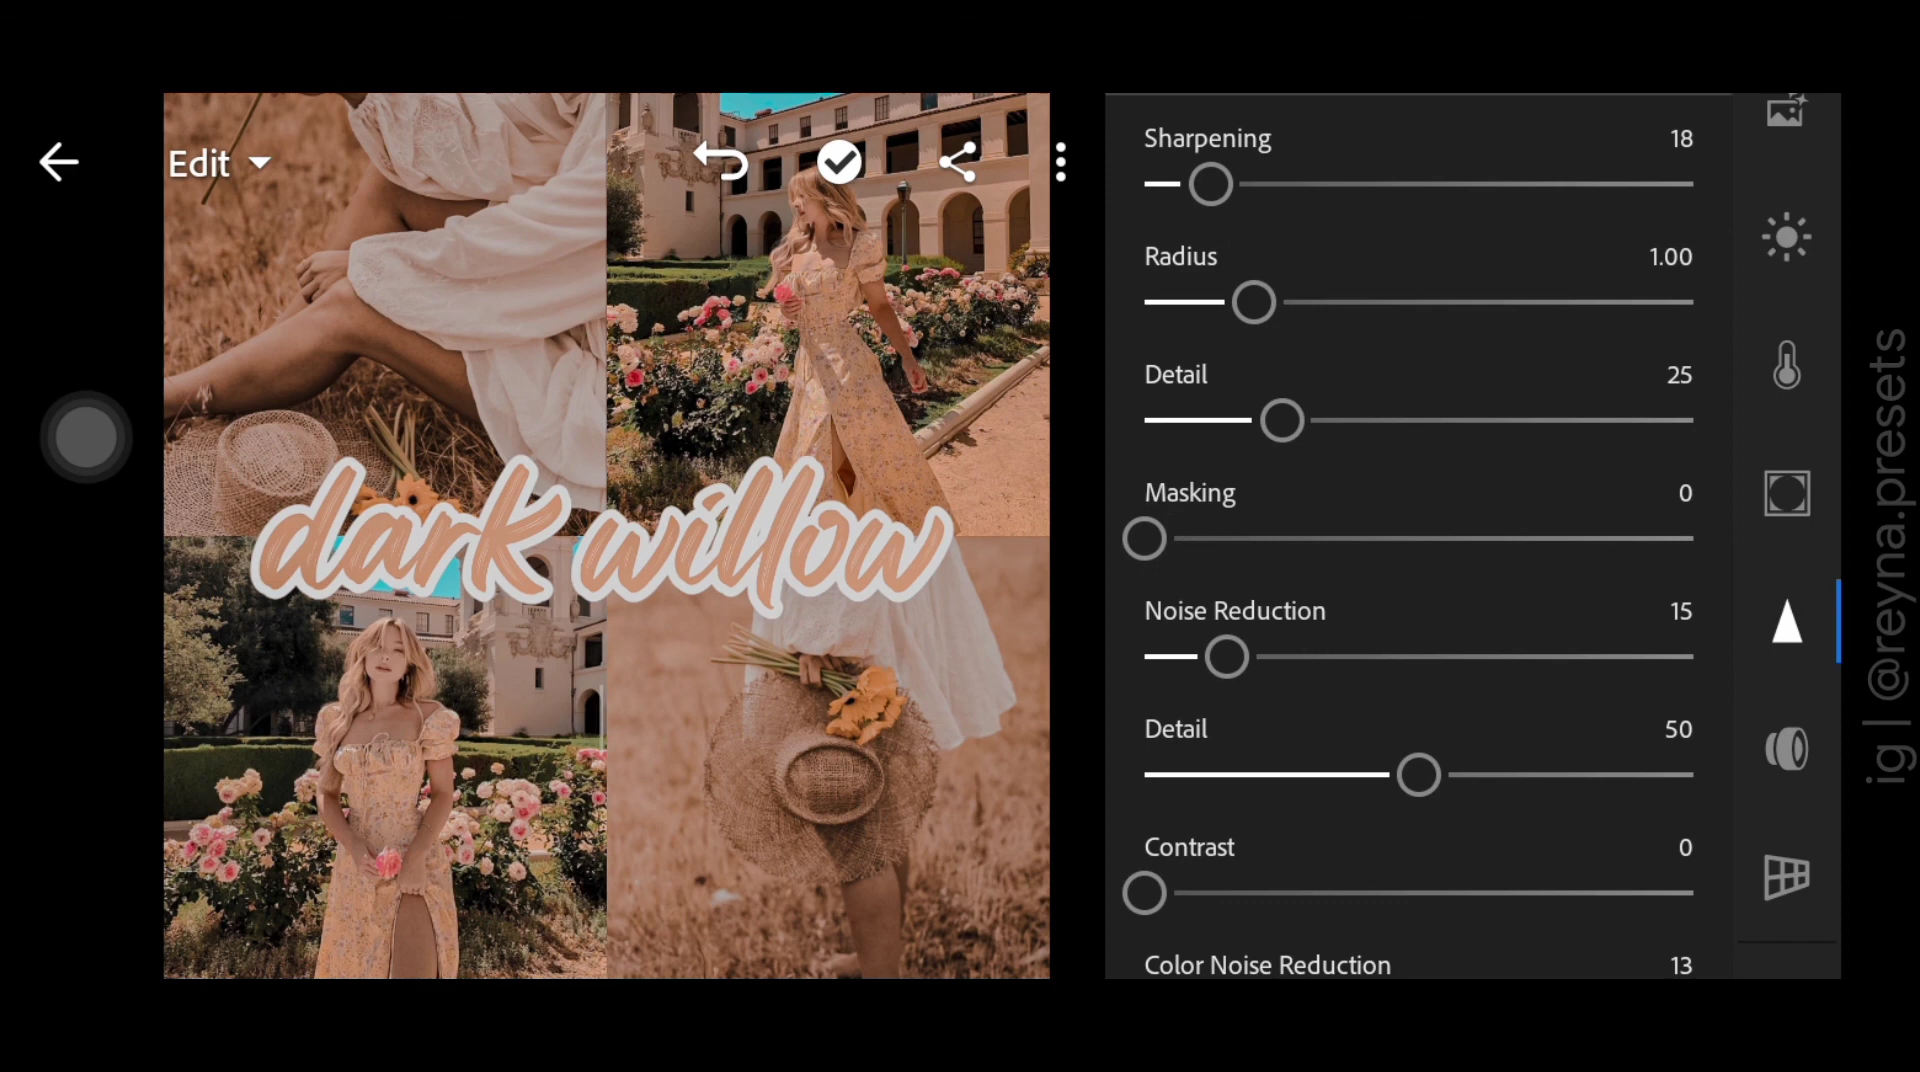 Edit
dark willow
Sharpening 18
Radius 1.00
Detail 25
Masking 0
Noise Reduction 15
Detail 50
Contrast 0
Color Noise Reduction 13
ig | @reyna.presets